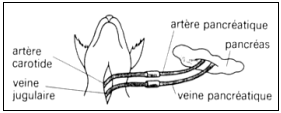 artère pancréatique
pancréas
artère
carotide
veine
jugulaire
veine pancréatique